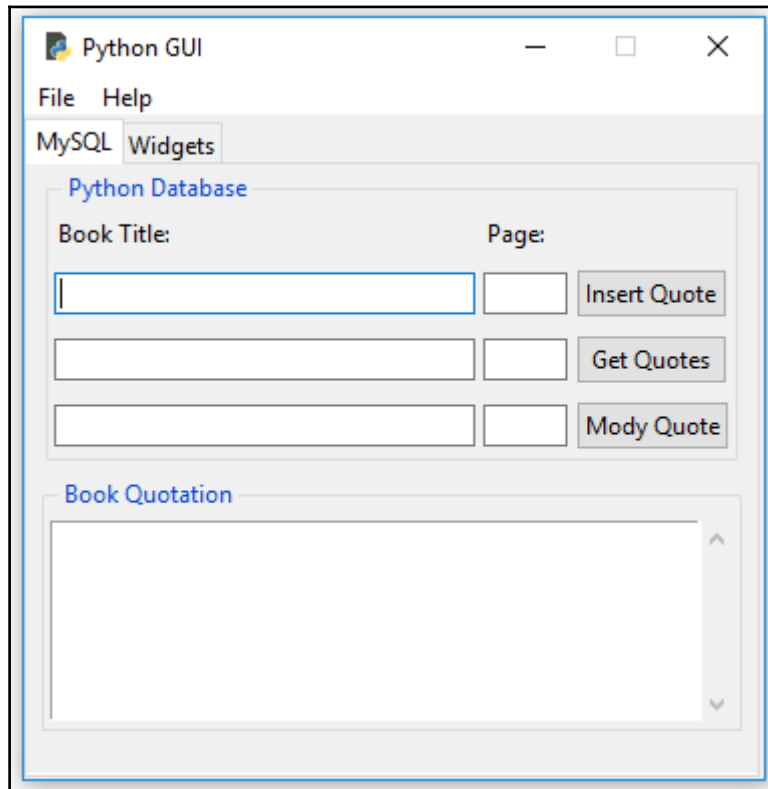 Python GUI
File Help
MySQL Widgets
Python Database
Book Title: Page:
Insert Quote
Get Quotes
Mody Quote
Book Quotation